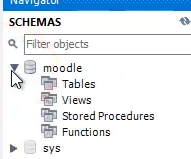 Navigator
SCHEMAS
Filter objects
moodle
Tables
Views
Stored Procedures
Functions
sys